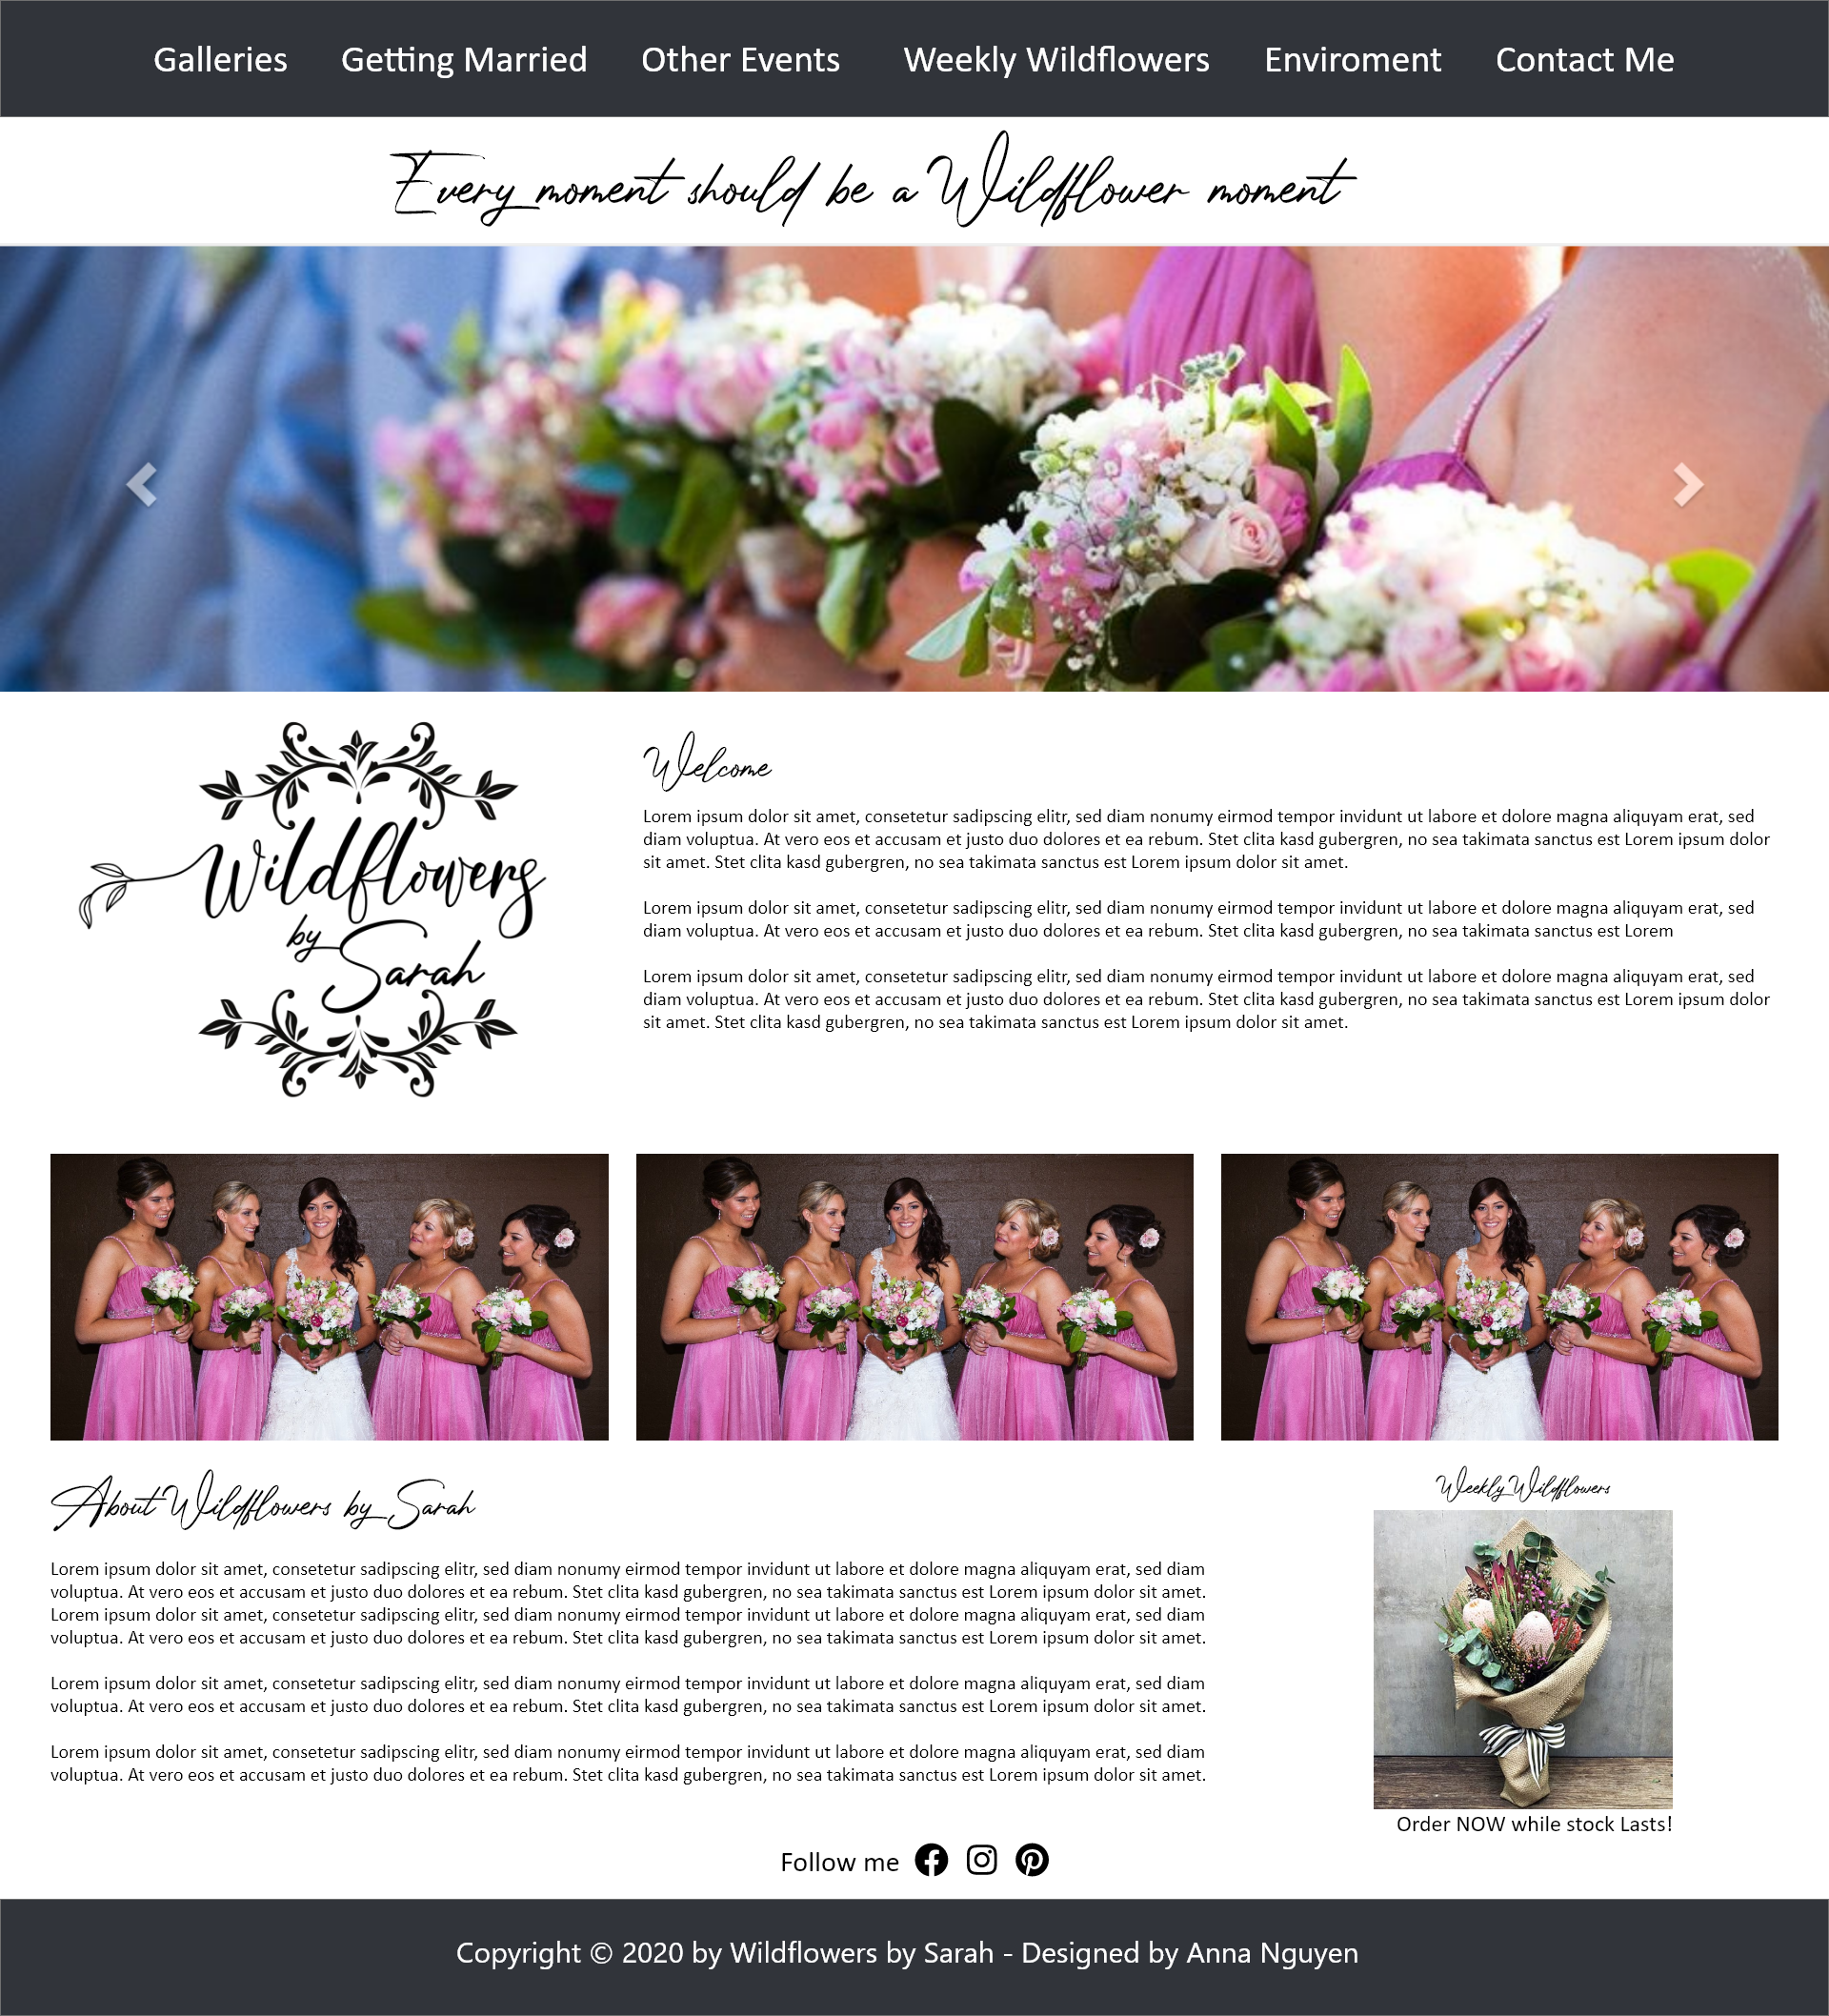 Galleries Getting Married Other Events Weekly Wildflowers Enviroment Contact Me
Every moment should be a Wildflower moment
Wildflowers
by
Sarah
Welcome
Lorem ipsum dolor sit amet, consetetur sadipscing elitr, sed diam nonumy eirmod tempor invidunt ut labore et dolore magna aliquyam erat, sed
diam voluptua. At vero eos et accusam et justo duo dolores et ea rebum. Stet clita kasd gubergren, no sea takimata sanctus est Lorem ipsum dolor
sit amet. Stet clita kasd gubergren, no sea takimata sanctus est Lorem ipsum dolor sit amet.
Lorem ipsum dolor sit amet, consetetur sadipscing elitr, sed diam nonumy eirmod tempor invidunt ut labore et dolore magna aliquyam erat, sed
diam voluptua. At vero eos et accusam et justo duo dolores et ea rebum. Stet clita kasd gubergren, no sea takimata sanctus est Lorem
Lorem ipsum dolor sit amet, consetetur sadipscing elitr, sed diam nonumy eirmod tempor invidunt ut labore et dolore magna aliquyam erat, sed
diam voluptua. At vero eos et accusam et justo duo dolores et ea rebum. Stet clita kasd gubergren, no sea takimata sanctus est Lorem ipsum dolor
sit amet. Stet clita kasd gubergren, no sea takimata sanctus est Lorem ipsum dolor sit amet.
About Wildflowers by Sarah
Lorem ipsum dolor sit amet, consetetur sadipscing elitr, sed diam nonumy eirmod tempor invidunt ut labore et dolore magna aliquyam erat, sed diam
voluptua. At vero eos et accusam et justo duo dolores et ea rebum. Stet clita kasd gubergren, no sea takimata sanctus est Lorem ipsum dolor sit amet.
Lorem ipsum dolor sit amet, consetetur sadipscing elitr, sed diam nonumy eirmod tempor invidunt ut labore et dolore magna aliquyam erat, sed diam
voluptua. At vero eos et accusam et justo duo dolores et ea rebum. Stet clita kasd gubergren, no sea takimata sanctus est Lorem ipsum dolor sit amet.
Lorem ipsum dolor sit amet, consetetur sadipscing elitr, sed diam nonumy eirmod tempor invidunt ut labore et dolore magna aliquyam erat, sed diam
voluptua. At vero eos et accusam et justo duo dolores et ea rebum. Stet clita kasd gubergren, no sea takimata sanctus est Lorem ipsum dolor sit amet.
Lorem ipsum dolor sit amet, consetetur sadipscing elitr, sed diam nonumy eirmod tempor invidunt ut labore et dolore magna aliquyam erat, sed diam
voluptua. At vero eos et accusam et justo duo dolores et ea rebum. Stet clita kasd gubergren, no sea takimata sanctus est Lorem ipsum dolor sit amet.
Weekly Wildflowers
Order NOW while stock Lasts!
Follow me
Copyright © 2020 by Wildflowers by Sarah - Designed by Anna Nguyen